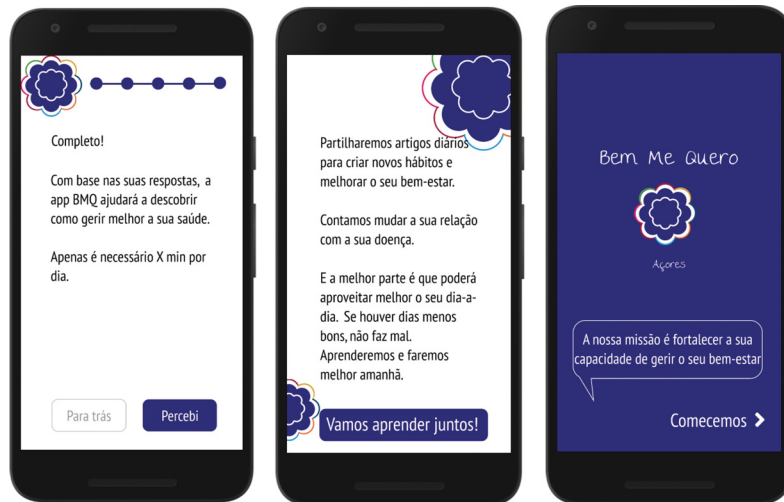 Completo!
Com base nas suas respostas, a
app BMQ ajudará a descobrir
como gerir melhor a sua saúde.
Apenas é necessário X min por
dia.
Para trás
Percebi
Partilharemos artigos diários
para criar novos hábitos e
melhorar o seu bem-estar.
Contamos mudar a sua relação
com a sua doença.
E a melhor parte é que poderá
aproveitar melhor o seu dia-a-
dia. Se houver dias menos
bons, não faz mal.
Aprenderemos e faremos
melhor amanhã.
Vamos aprender juntos!
Bem Me Quero
Açores
A nossa missão é fortalecer a sua
capacidade de gerir o seu bem-estar
Comecemos